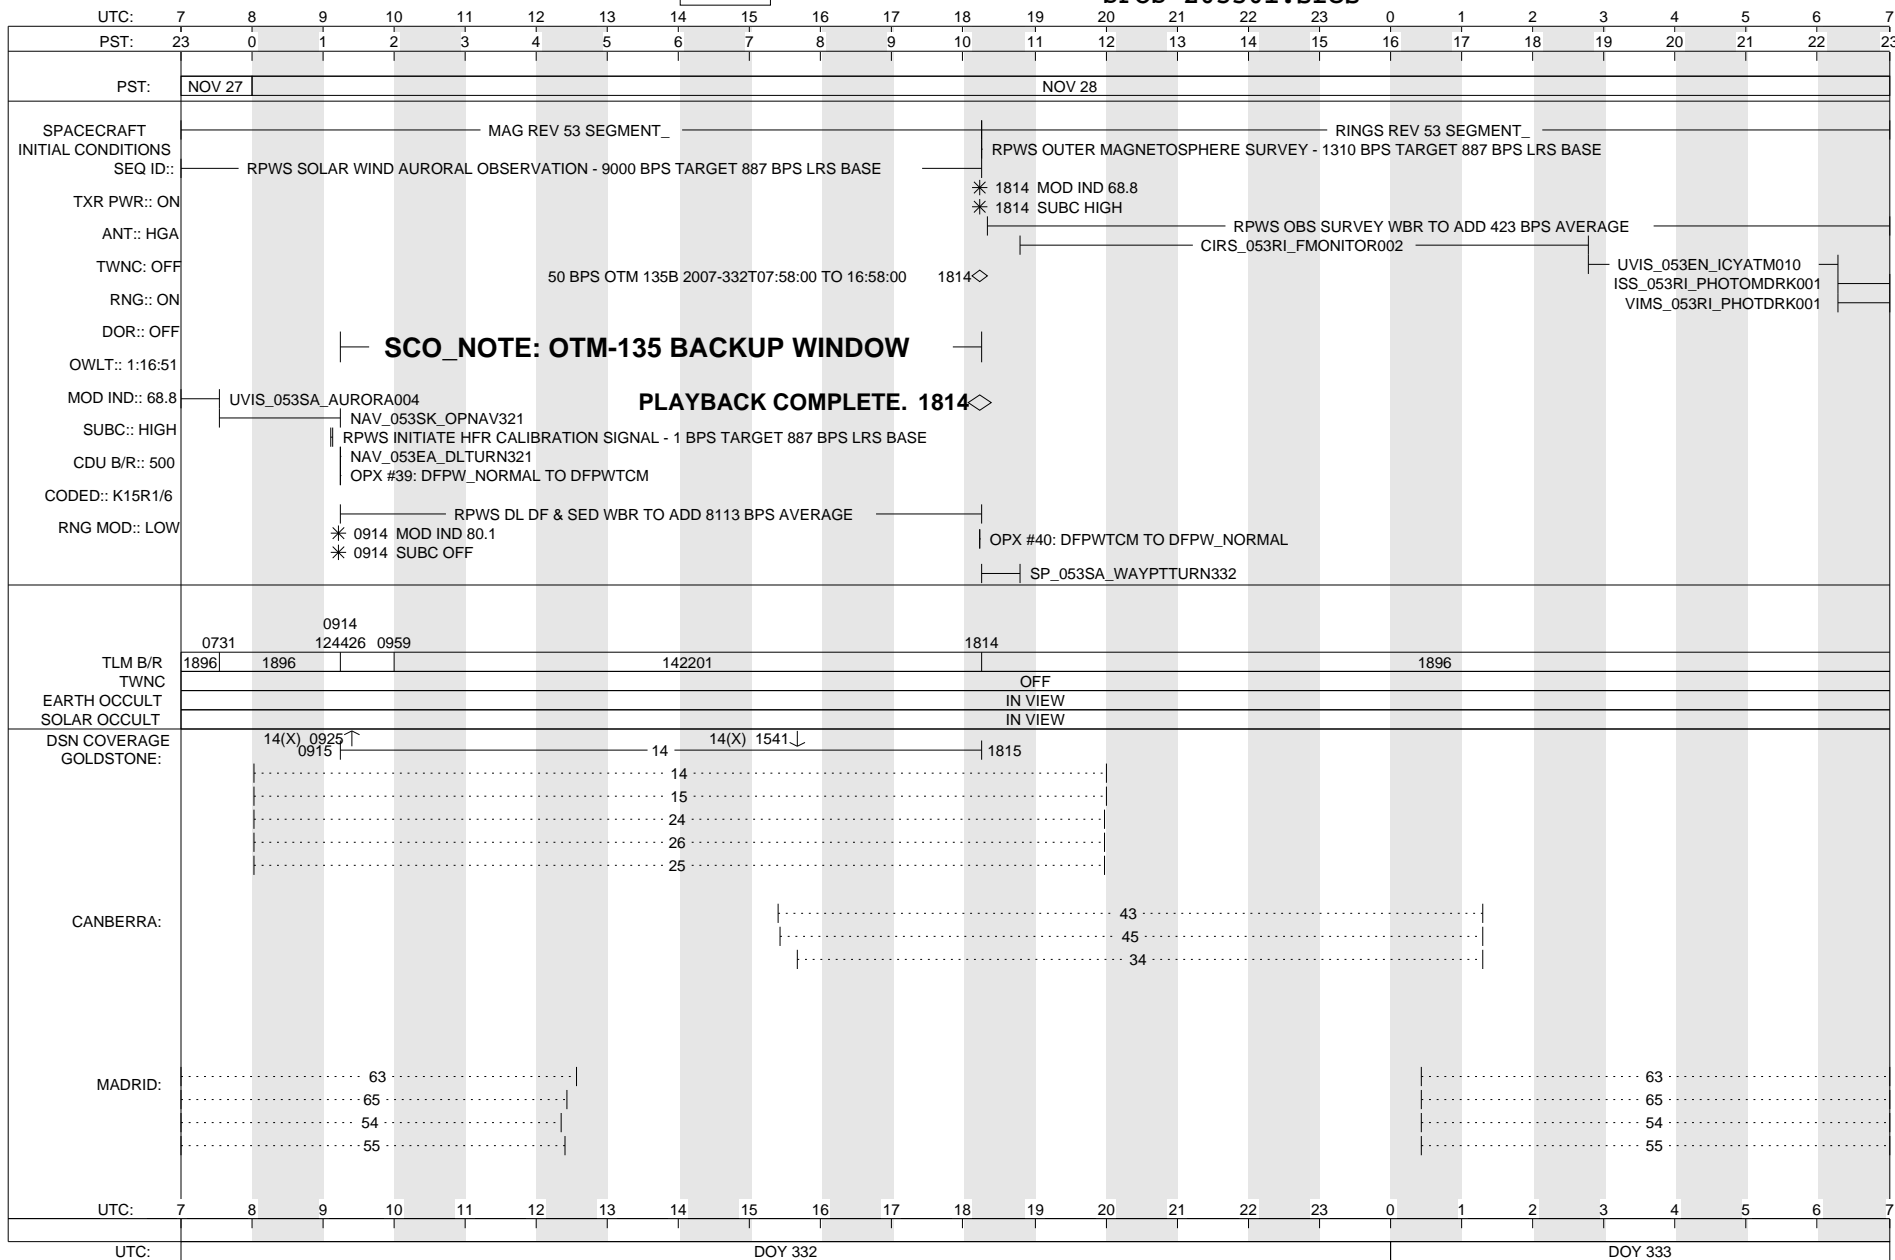 UTC: 7 8 9 10 11 12 13 14 15 16 17 18 19 20 21 22 23 0 1 2 3 4 5 6 7
PST: 23 0 1 2 3 4 5 6 7 8 9 10 11 12 13 14 15 16 17 18 19 20 21 22 23
PST: NOV 27 NOV 28
SPACECRAFT
INITIAL CONDITIONS
SEQ ID::
TXR PWR:: ON
ANT:: HGA
TWNC: OFF
RNG:: ON
DOR:: OFF
OWLT:: 1:16:51
MOD IND:: 68.8
SUBC:: HIGH
CDU B/R:: 500
CODED:: K15R1/6
RNG MOD:: LOW
MAG REV 53 SEGMENT_
RINGS REV 53 SEGMENT_
RPWS OUTER MAGNETOSPHERE SURVEY - 1310 BPS TARGET 887 BPS LRS BASE
RPWS SOLAR WIND AURORAL OBSERVATION - 9000 BPS TARGET 887 BPS LRS BASE
1814 MOD IND 68.8
1814 SUBC HIGH
RPWS OBS SURVEY WBR TO ADD 423 BPS AVERAGE
CIRS_053RI_FMONITOR002
UVIS_053EN_ICYATM010
50 BPS OTM 135B 2007-332T07:58:00 TO 16:58:00 1814
ISS_053RI_PHOTOMDRK001
VIMS_053RI_PHOTDRK001
SCO_NOTE: OTM-135 BACKUP WINDOW
UVIS_053SA_AURORA004
PLAYBACK COMPLETE. 1814
NAV_053SK_OPNAV321
RPWS INITIATE HFR CALIBRATION SIGNAL - 1 BPS TARGET 887 BPS LRS BASE
NAV_053EA_DLTURN321
OPX #39: DFPW_NORMAL TO DFPWTCM
RPWS DL DF & SED WBR TO ADD 8113 BPS AVERAGE
0914 MOD IND 80.1
OPX #40: DFPWTCM TO DFPW_NORMAL
0914 SUBC OFF
SP_053SA_WAYPTTURN332
0914
0731 124426 0959 1814
TLM B/R 1896 1896 142201 1896
TWNC OFF
EARTH OCCULT IN VIEW
SOLAR OCCULT IN VIEW
DSN COVERAGE 14(X) 0925 14(X) 1541
GOLDSTONE: 0915 14 1815
14
15
24
26
25
CANBERRA:
43
45
34
MADRID:
63 63
65 65
54 54
55 55
UTC: 7 8 9 10 11 12 13 14 15 16 17 18 19 20 21 22 23 0 1 2 3 4 5 6 7
UTC: DOY 332 DOY 333